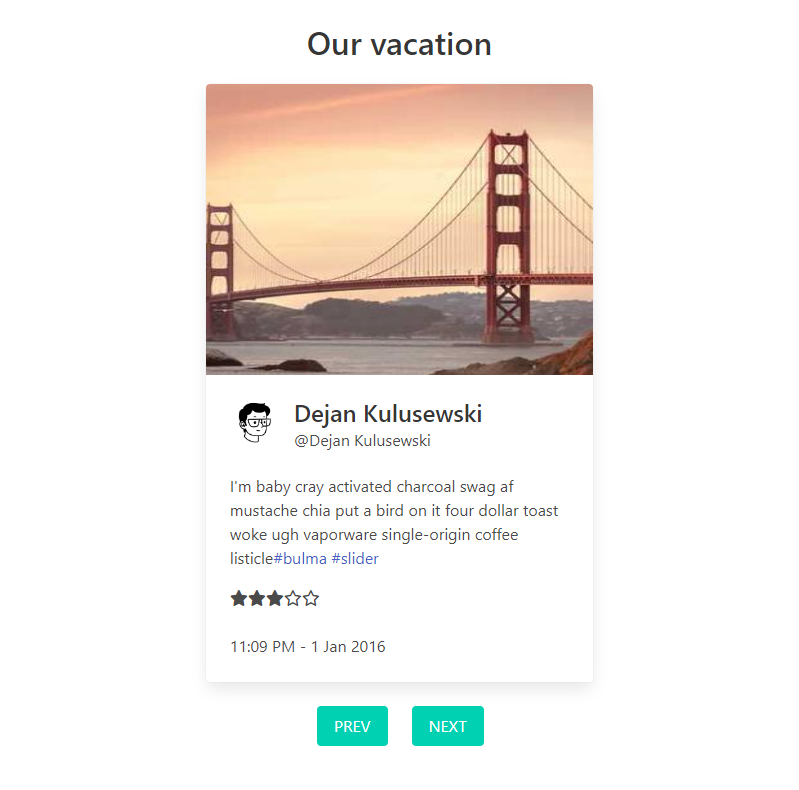 Our vacation
Dejan Kulusewski
@Dejan Kulusewski
I'm baby cray activated charcoal swag af
mustache chia put a bird on it four dollar toast
woke ugh vaporware single-origin coffee
listicle#bulma #slider
11:09 PM - 1 Jan 2016
PREV NEXT